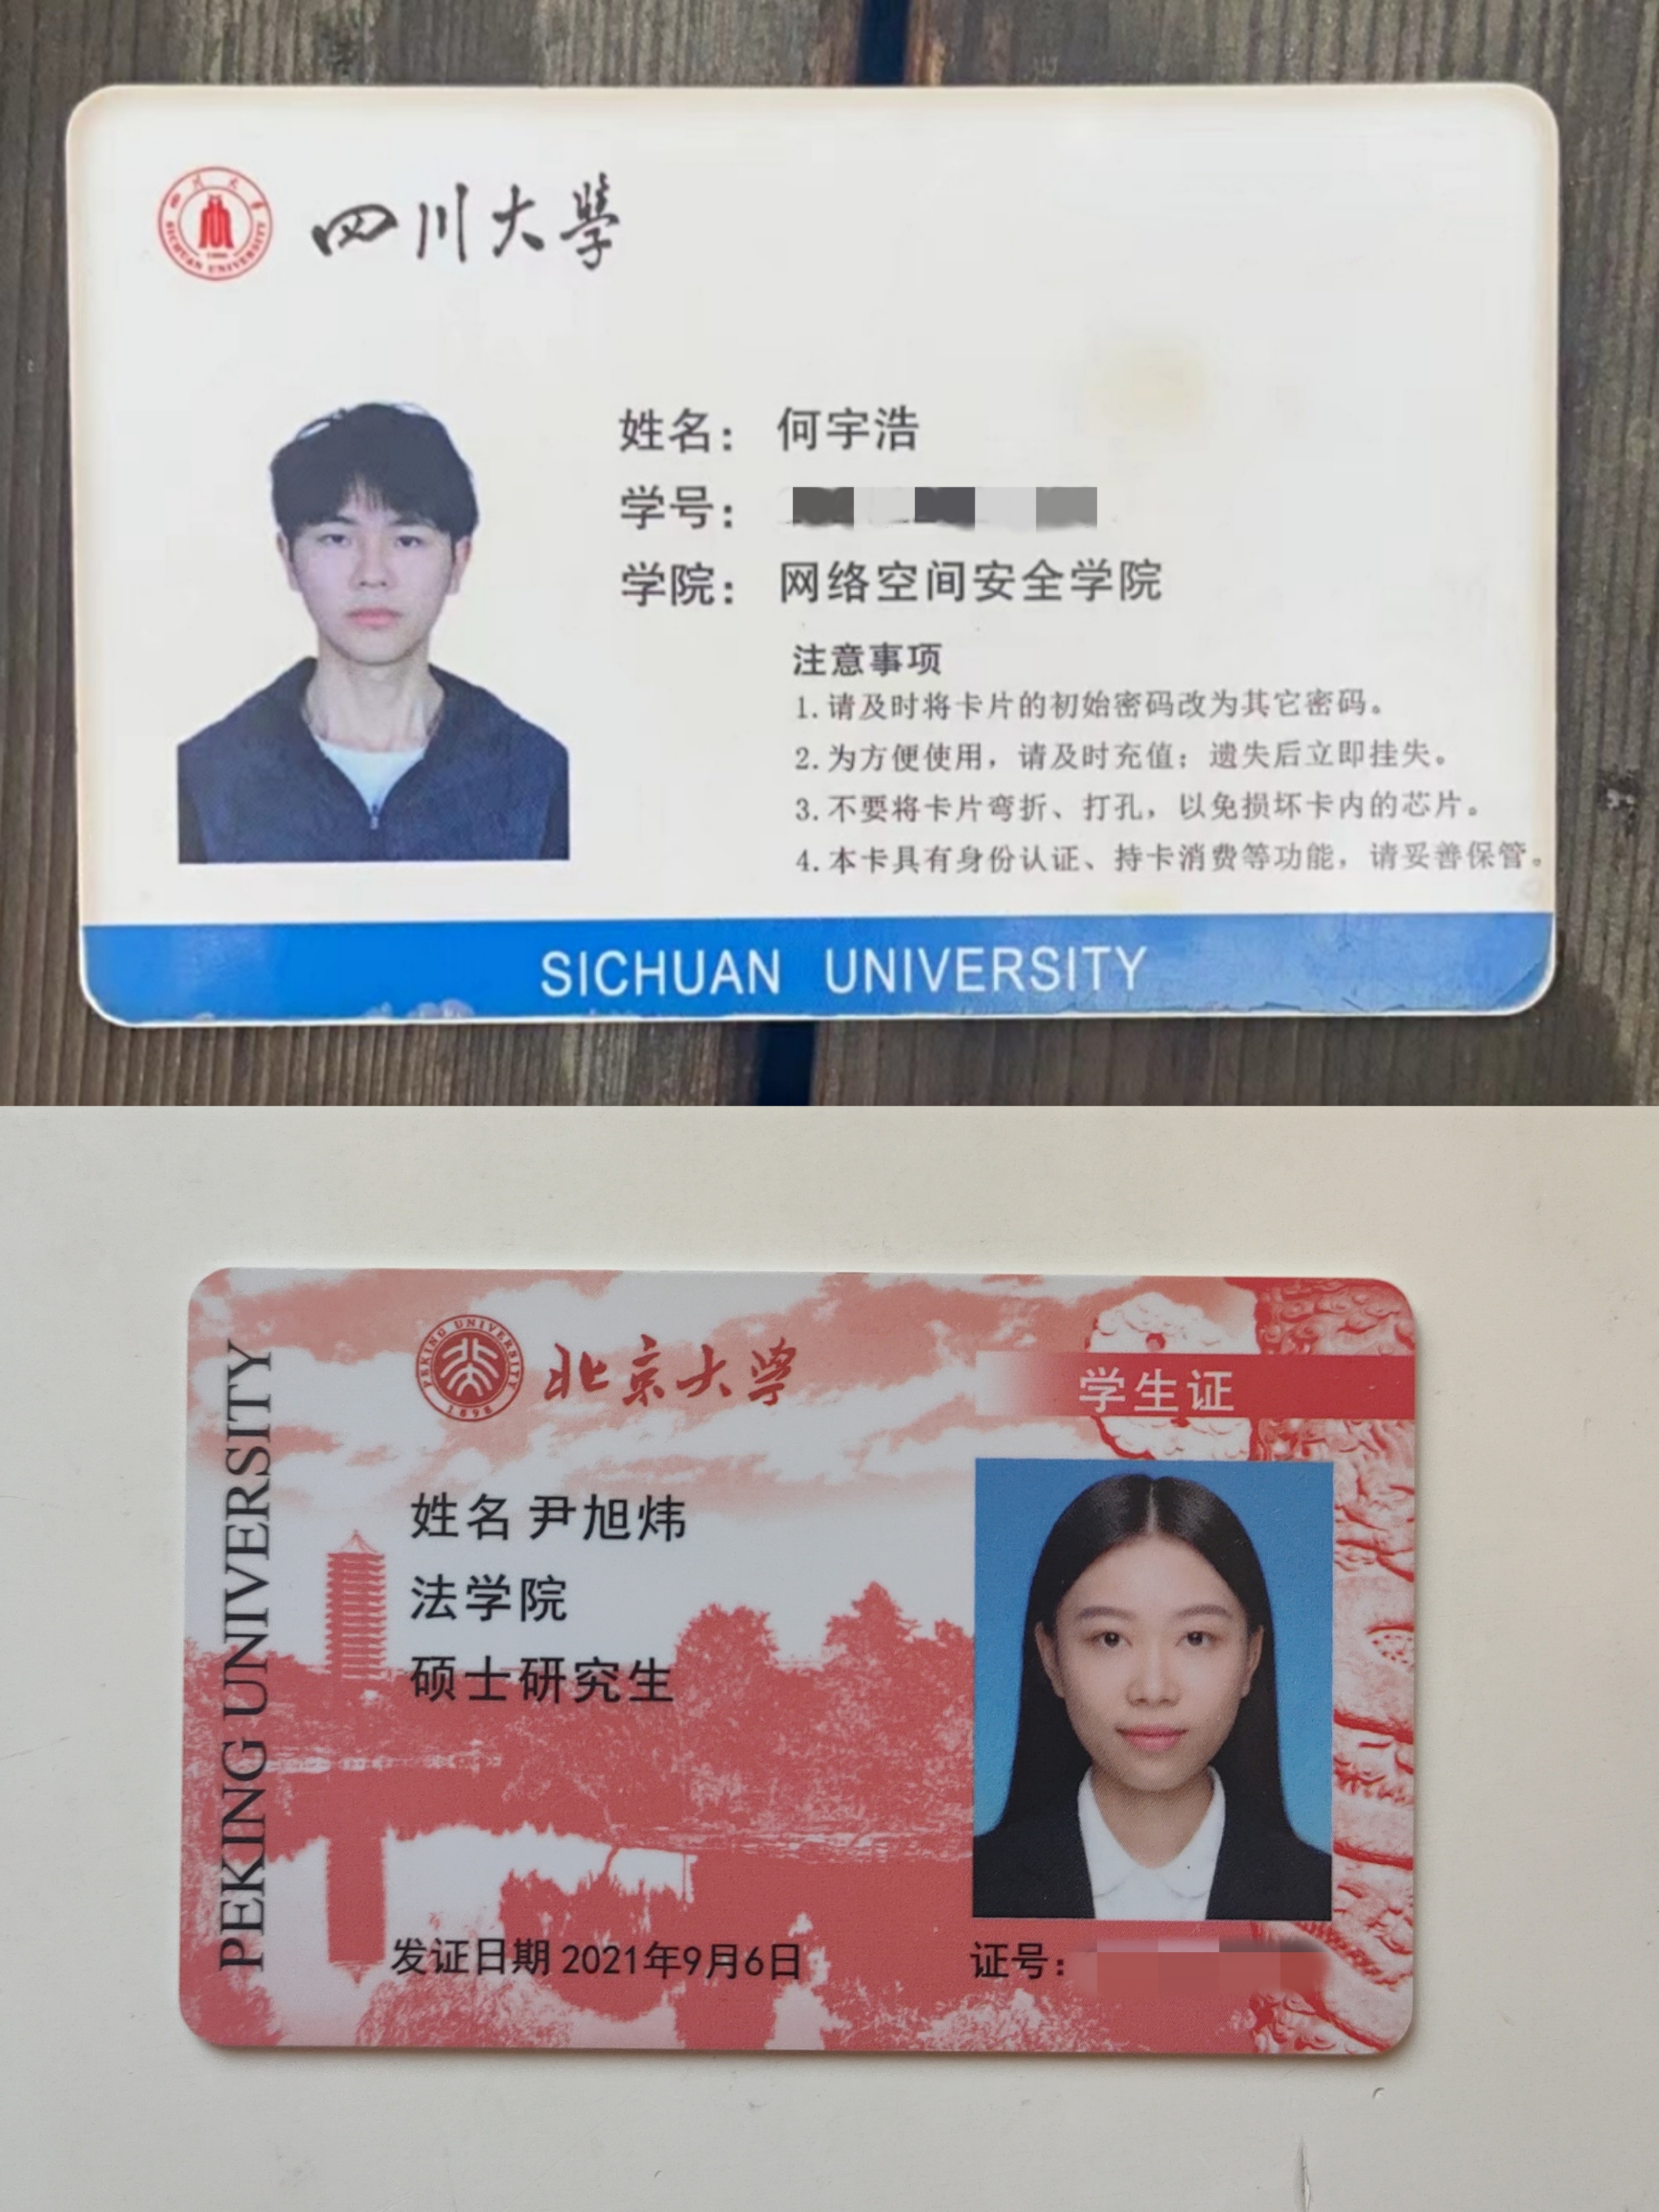 四川大學
SICHUAN UNIVERSITY
姓名： 何宇浩
学号：
学院： 网络空间安全学院
注意事项
1.请及时将卡片的初始密码改为其它密码。
2.为方便使用，请及时充值；遗失后立即挂失。
3.不要将卡片弯折、打孔，以免损坏卡内的芯片。
4.本卡具有身份认证、持卡消费等功能，请妥善保管。
SICHUAN UNIVERSITY
PEKING UNIVERSITY
PEKING UNIVERSITY
1898
北京大学
学生证
姓名 尹旭炜
法学院
硕士研究生
发证日期 2021年9月6日
证号：